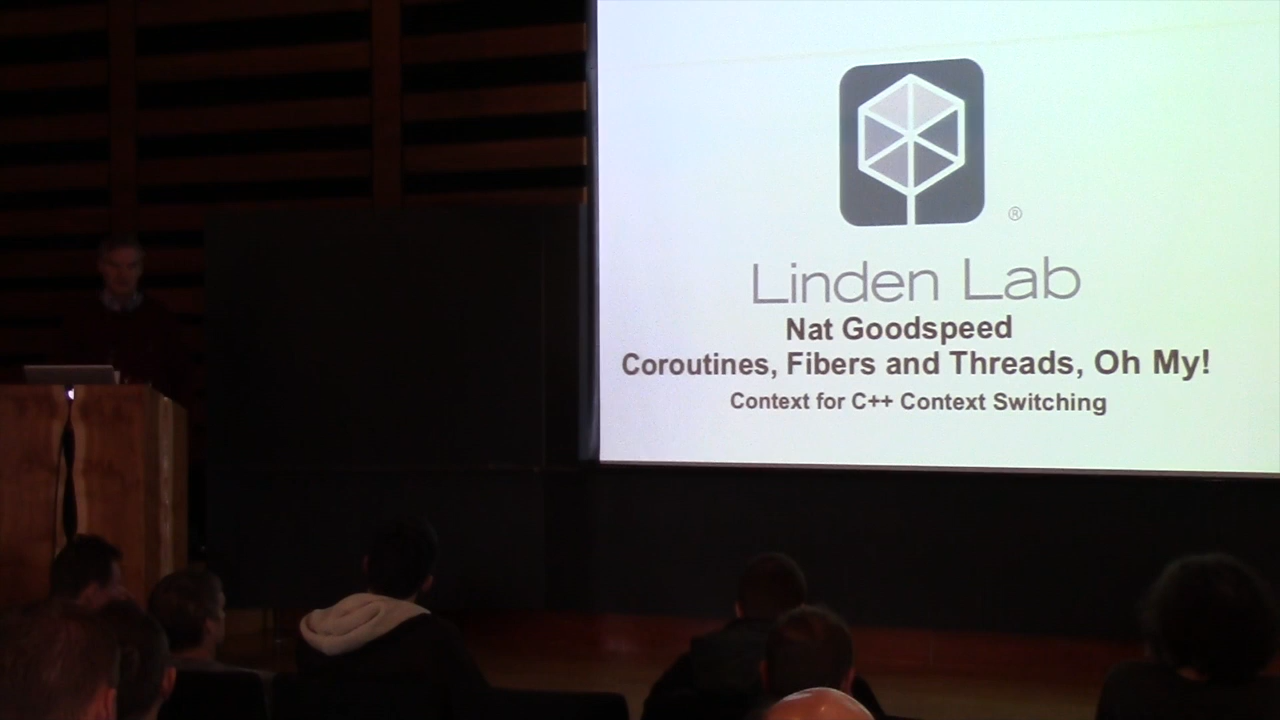 ®
Linden Lab
Nat Goodspeed
Coroutines, Fibers and Threads, Oh My!
Context for C++ Context Switching